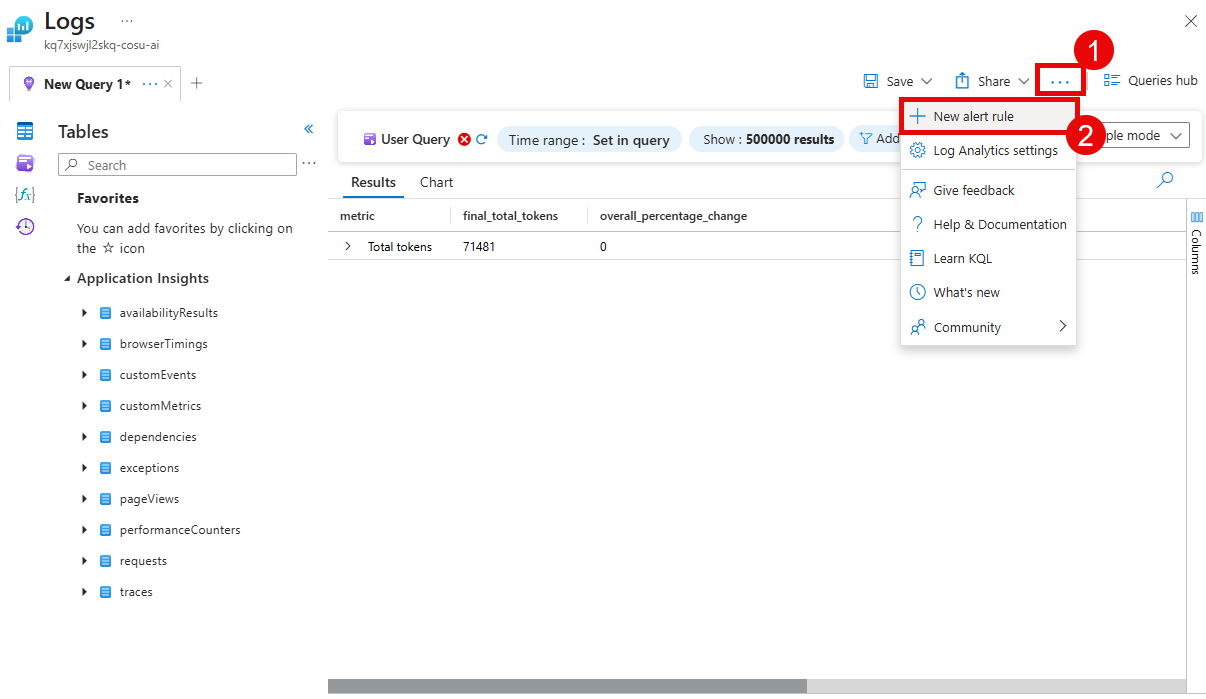 Logs ...
kq7xjswjl2skq-cosu-ai
New Query 1* ...
Save Share ... Queries hub
1
Tables
Search ...
Favorites
You can add favorites by clicking on
the ☆ icon
Application Insights
availabilityResults
browserTimings
customEvents
customMetrics
dependencies
exceptions
pageViews
performanceCounters
requests
traces
User Query Time range : Set in query Show : 500000 results Add
ple mode
Results Chart
metric final_total_tokens overall_percentage_change
Total tokens 71481 0
Columns
New alert rule
2
Log Analytics settings
Give feedback
Help & Documentation
Learn KQL
What's new
Community